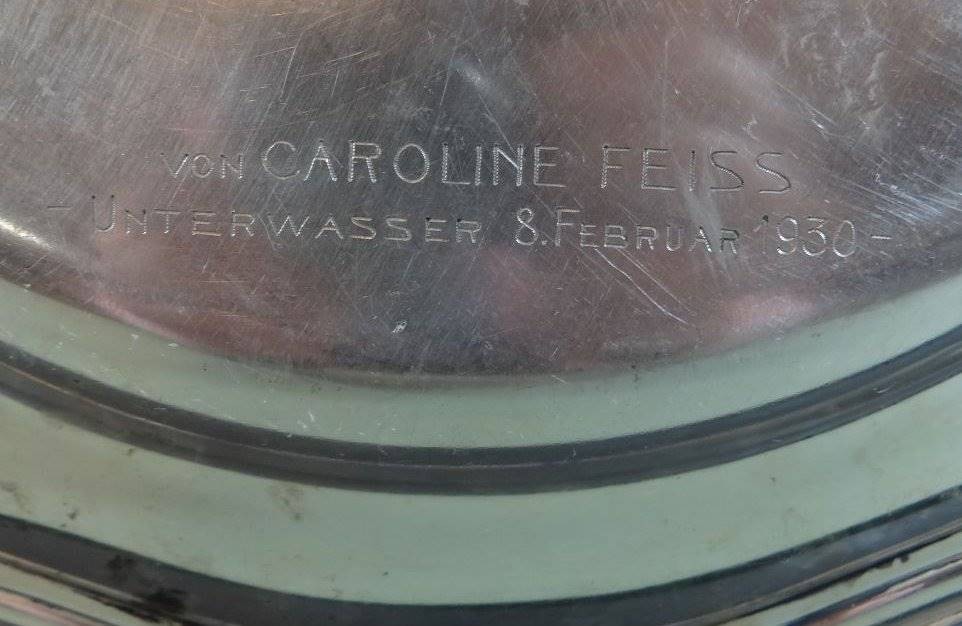 VON CAROLINE FEISS
- UNTERWASSER 8. FEBRUAR 1930 -